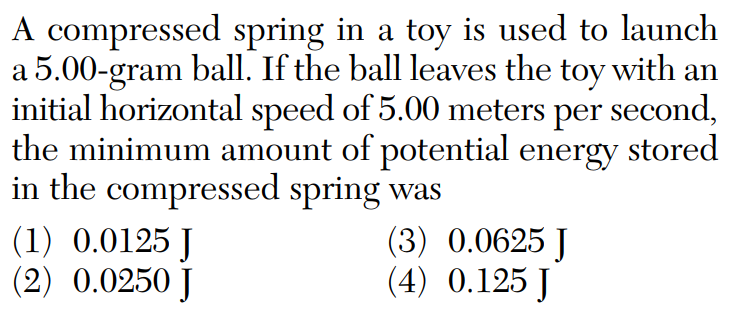 A compressed spring in a toy is used to launch
a 5.00-gram ball. If the ball leaves the toy with an
initial horizontal speed of 5.00 meters per second,
the minimum amount of potential energy stored
in the compressed spring was
(1) 0.0125 J (3) 0.0625 J
(2) 0.0250 J (4) 0.125 J